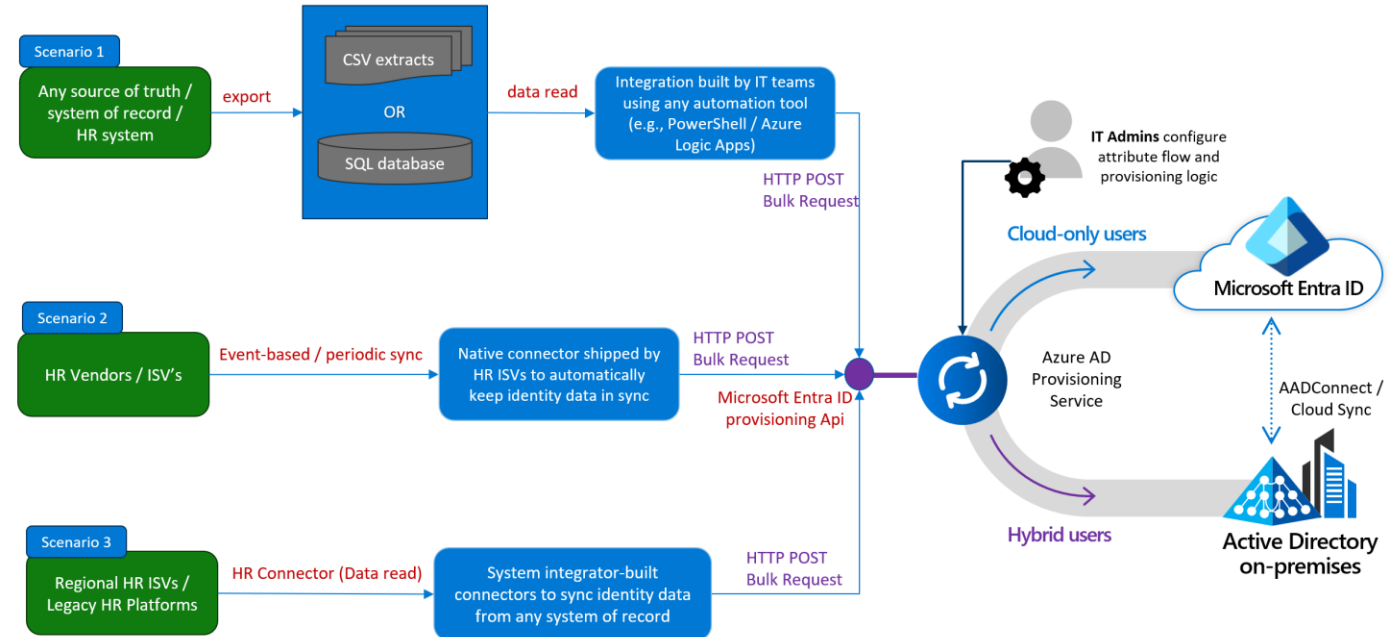 Scenario 1
Any source of truth /
system of record /
HR system
export
CSV extracts
OR
SQL database
data read
Integration built by IT teams
using any automation tool
(e.g., PowerShell / Azure
Logic Apps)
HTTP POST
Bulk Request
IT Admins configure
attribute flow and
provisioning logic
Cloud-only users
Microsoft Entra ID
Scenario 2
HR Vendors / ISV's
Event-based / periodic sync
Native connector shipped by
HR ISVs to automatically
keep identity data in sync
HTTP POST
Bulk Request
Microsoft Entra ID
provisioning Api
Azure AD
Provisioning
Service
AADConnect /
Cloud Sync
Scenario 3
Regional HR ISVs /
Legacy HR Platforms
HR Connector (Data read)
System integrator-built
connectors to sync identity data
from any system of record
HTTP POST
Bulk Request
Hybrid users
Active Directory
on-premises